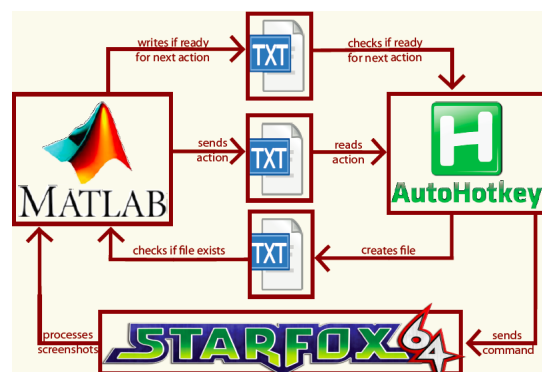 writes if ready
for next action
TXT
checks if ready
for next action
MATLAB
sends
action
TXT
reads
action
H
AutoHotkey
checks if file exists
TXT
creates file
processes
screenshots
STARFOX 64
sends
command